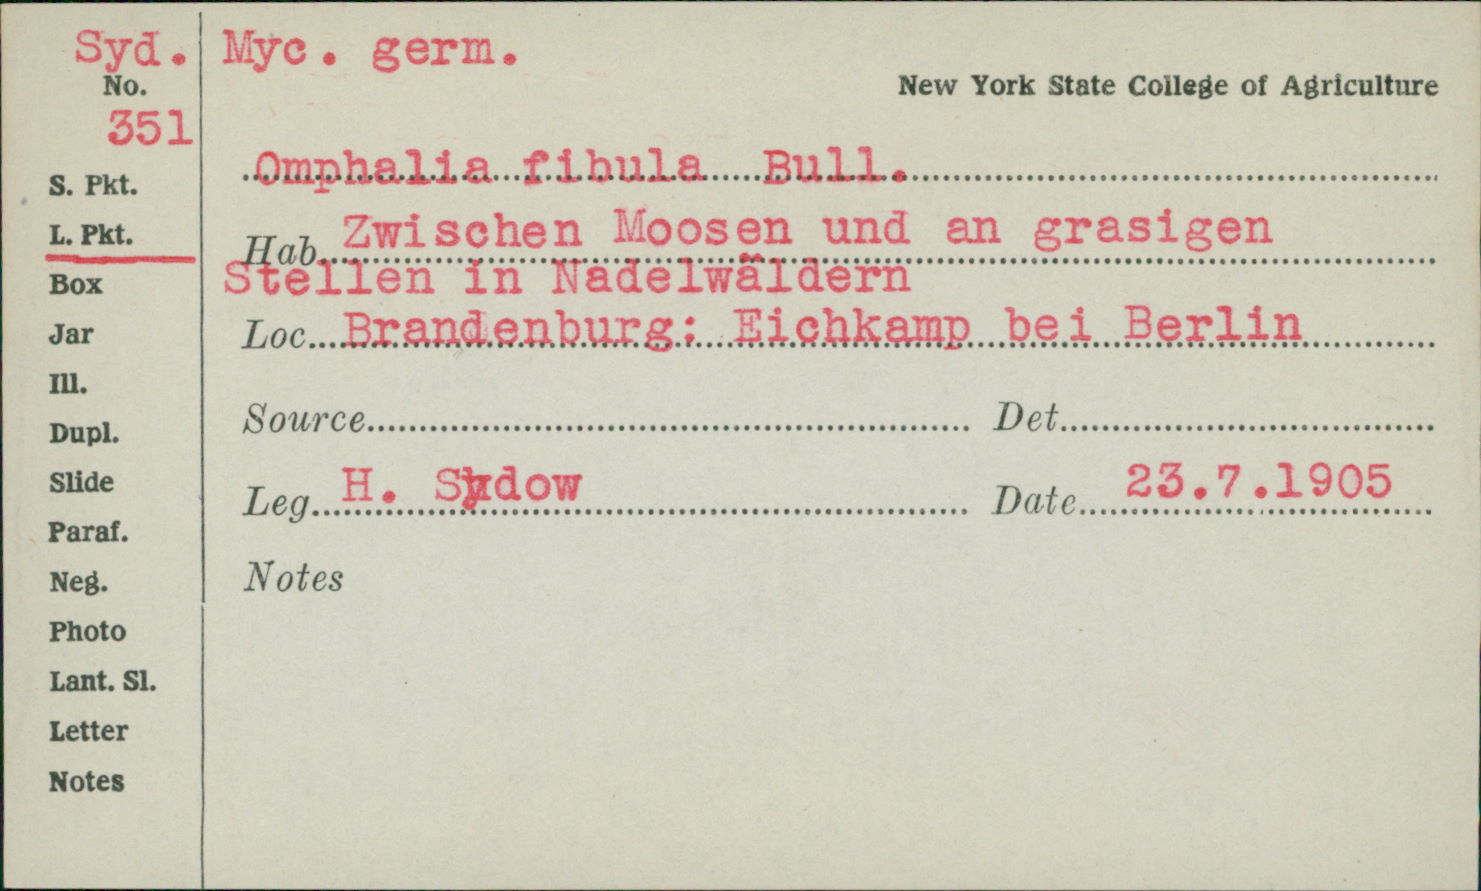 Syd. Myc. germ.
No.
New York State College of Agriculture
351
Omphalia fibula Bull.
S. Pkt.
L. Pkt.
Hab. Zwischen Moosen und an grasigen
Stellen in Nadelwäldern
Box
Jar
Loc. Brandenburg: Eichkamp bei Berlin
Ill.
Dupl.
Source Det.
Slide
Leg. H. Sydow Date 23.7.1905
Paraf.
Neg.
Notes
Photo
Lant. Sl.
Letter
Notes